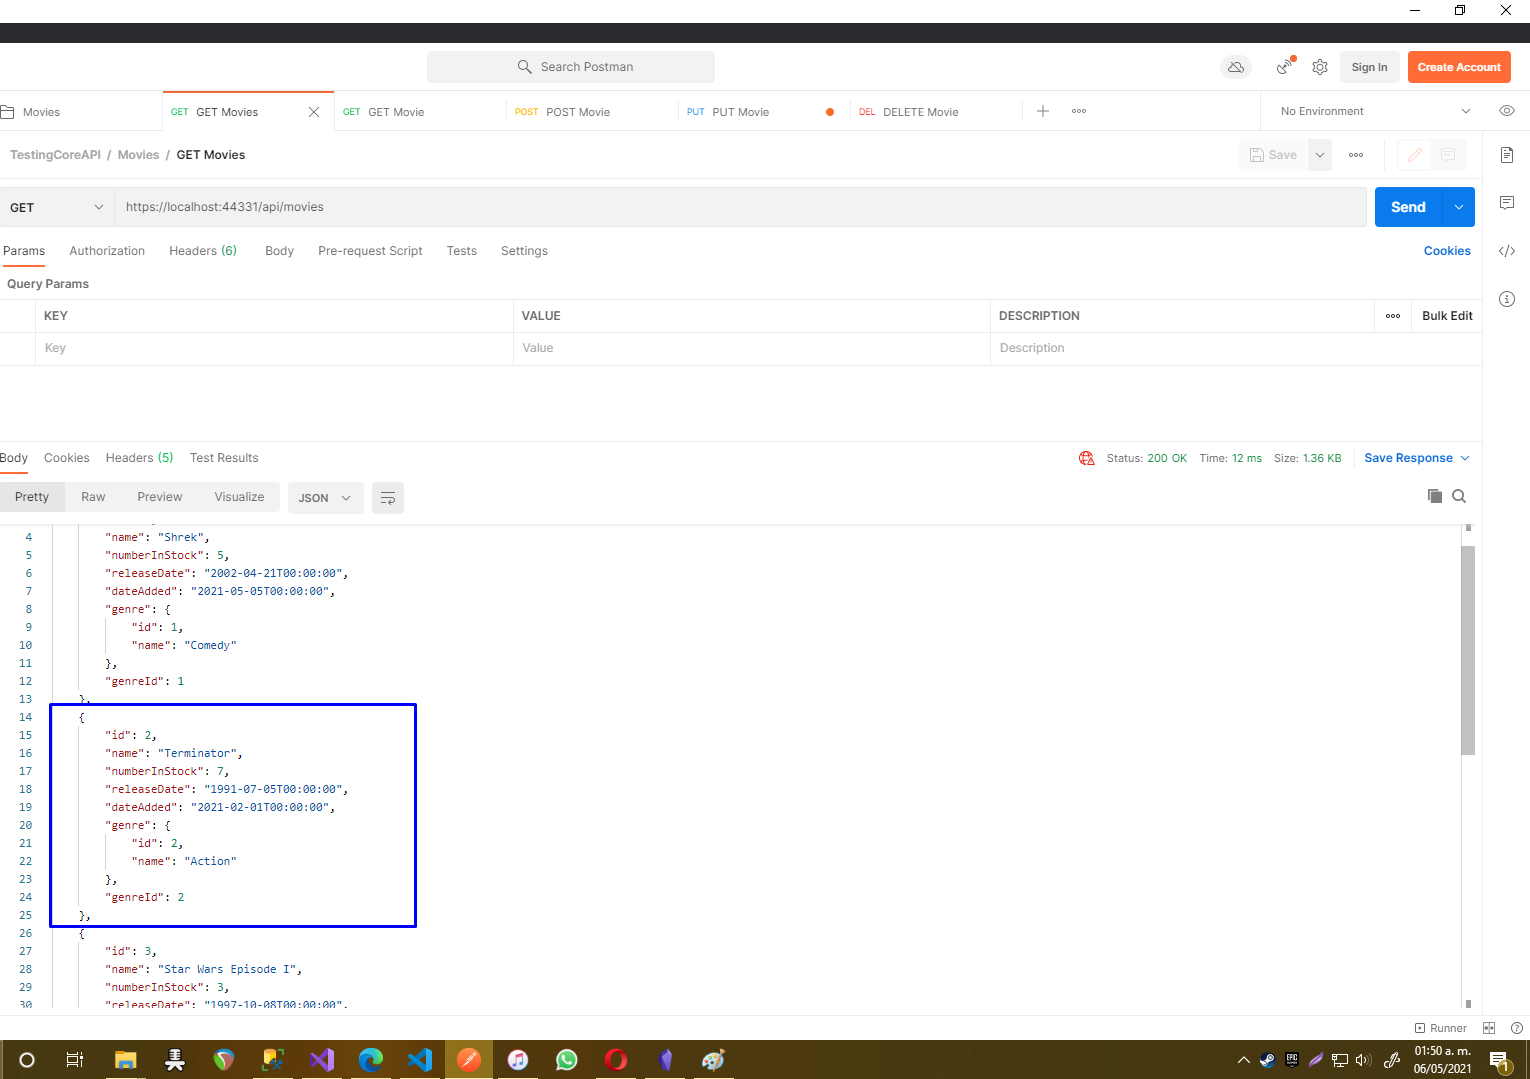 Search Postman
Sign In
Create Account
Movies
GET GET Movies
GET GET Movie
POST POST Movie
PUT PUT Movie
DEL DELETE Movie
No Environment
TestingCoreAPI / Movies / GET Movies
Save
GET
https://localhost:44331/api/movies
Send
Params Authorization Headers (6) Body Pre-request Script Tests Settings
Cookies
Query Params
KEY VALUE DESCRIPTION Bulk Edit
Key Value Description
Body Cookies Headers (5) Test Results
Status: 200 OK Time: 12 ms Size: 1.36 KB Save Response
Pretty Raw Preview Visualize JSON
4 "name": "Shrek",
5 "numberInStock": 5,
6 "releaseDate": "2002-04-21T00:00:00",
7 "dateAdded": "2021-05-05T00:00:00",
8 "genre": {
9 "id": 1,
10 "name": "Comedy"
11 },
12 "genreId": 1
13 },
14 {
15 "id": 2,
16 "name": "Terminator",
17 "numberInStock": 7,
18 "releaseDate": "1991-07-05T00:00:00",
19 "dateAdded": "2021-02-01T00:00:00",
20 "genre": {
21 "id": 2,
22 "name": "Action"
23 },
24 "genreId": 2
25 },
26 {
27 "id": 3,
28 "name": "Star Wars Episode I",
29 "numberInStock": 3,
30 "releaseDate": "1997-10-08T00:00:00",
Runner
01:50 a. m.
06/05/2021
1